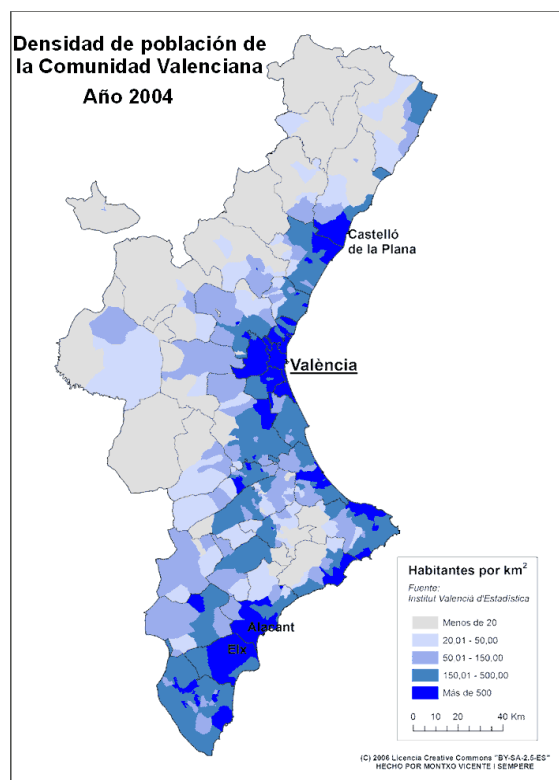 Densidad de población de
la Comunidad Valenciana
Año 2004
Castelló
de la Plana
València
Alacant
Elx
Habitantes por km²
Fuente:
Institut Valencià d'Estadística
Menos de 20
20.01 - 50,00
50.01 - 150,00
150,01 - 500,00
Más de 500
0 20 40 Km
(C) 2006 Licencia Creative Commons "BY-SA-2.5-ES"
HECHO POR MONTXO VICENTE I SEMPERE